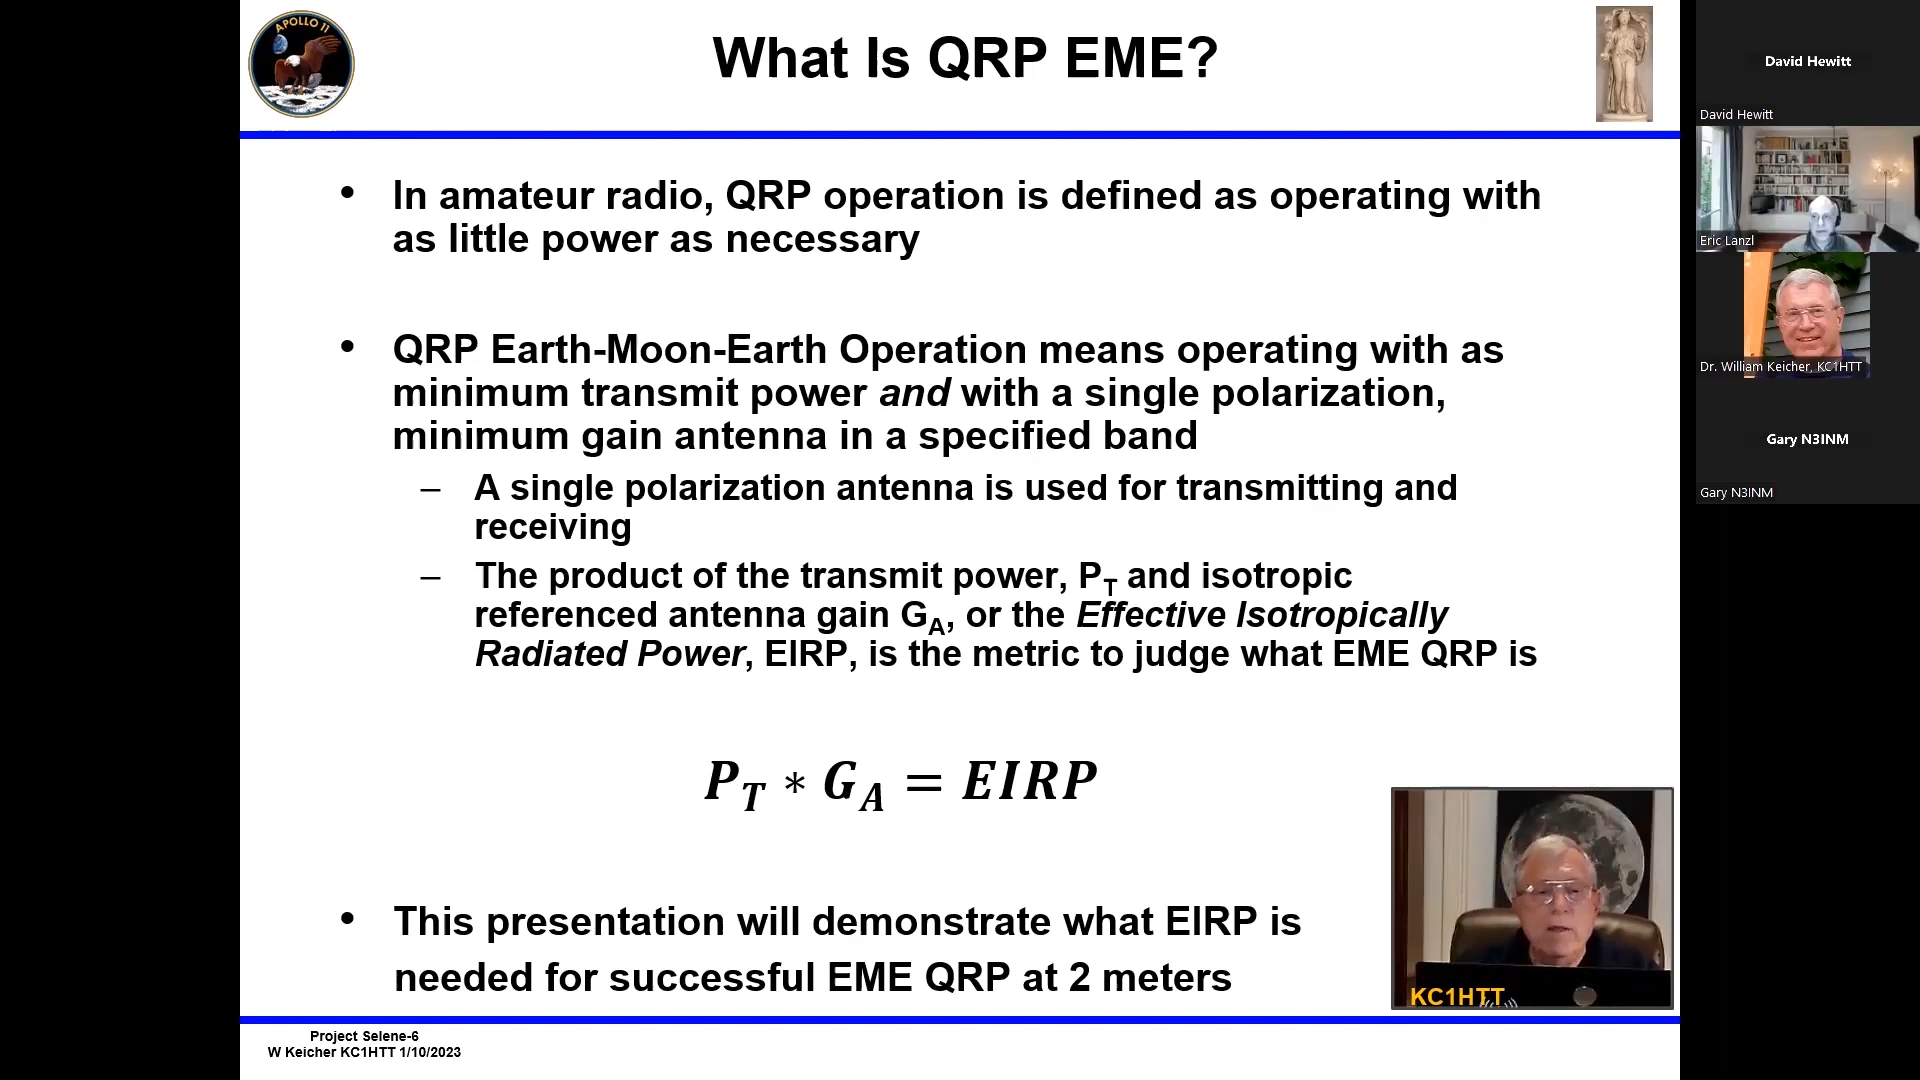 APOLLO 11
What Is QRP EME?
• In amateur radio, QRP operation is defined as operating with
as little power as necessary
• QRP Earth-Moon-Earth Operation means operating with as
minimum transmit power and with a single polarization,
minimum gain antenna in a specified band
– A single polarization antenna is used for transmitting and
receiving
– The product of the transmit power, P_T and isotropic
referenced antenna gain G_A, or the Effective Isotropically
Radiated Power, EIRP, is the metric to judge what EME QRP is
P_T * G_A = EIRP
• This presentation will demonstrate what EIRP is
needed for successful EME QRP at 2 meters
KC1HTT
Project Selene-6
W Keicher KC1HTT 1/10/2023
David Hewitt
David Hewitt
Eric Lanzl
Dr. William Keicher, KC1HTT
Gary N3INM
Gary N3INM